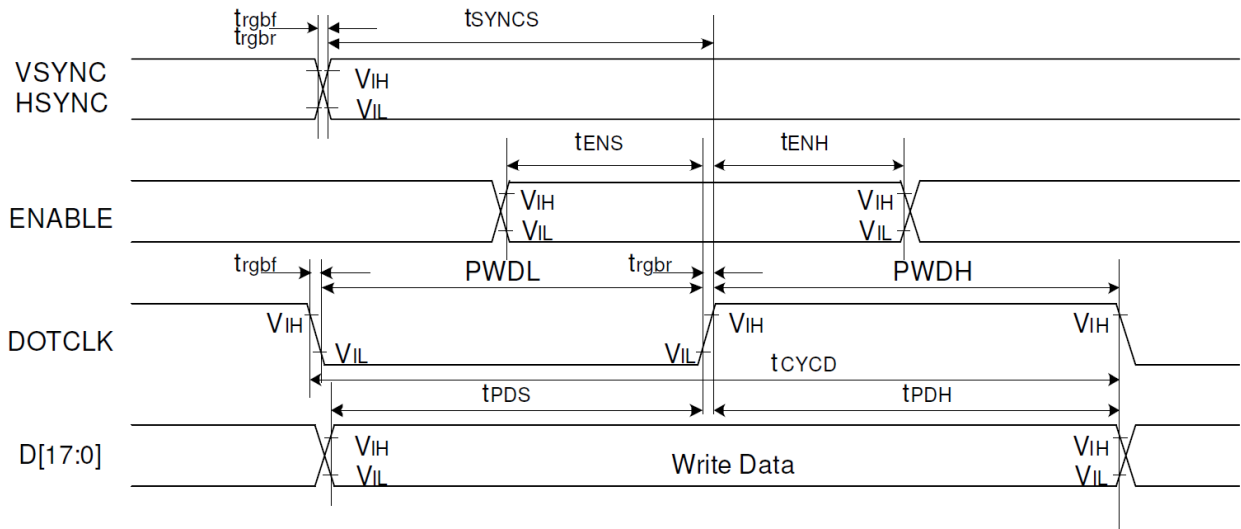 trgbf
trgbr
tSYNCS
VSYNC
HSYNC
VIH
VIL
tENS
tENH
ENABLE
VIH
VIL
VIH
VIL
trgbf
PWDL
trgbr
PWDH
DOTCLK
VIH
VIL
VIL
VIH
VIH
tCYCD
tPDS
tPDH
D[17:0]
VIH
VIL
Write Data
VIH
VIL